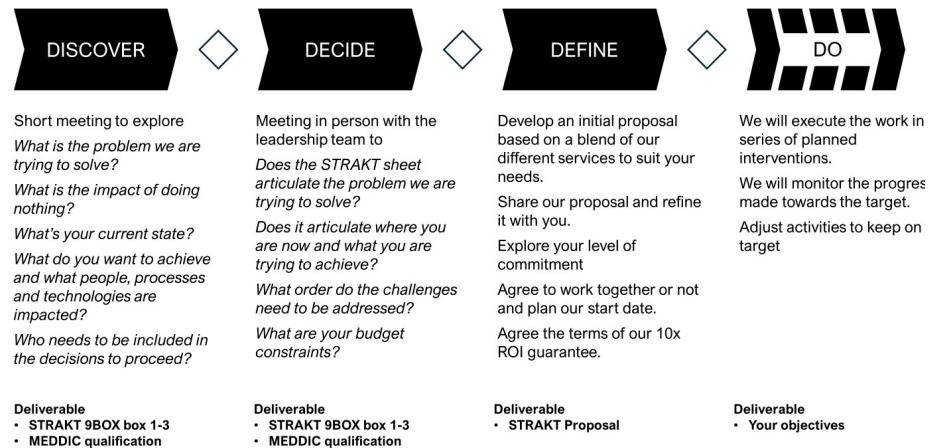 DISCOVER
DECIDE
DEFINE
DO
Short meeting to explore
What is the problem we are
trying to solve?
What is the impact of doing
nothing?
What's your current state?
What do you want to achieve
and what people, processes
and technologies are
impacted?
Who needs to be included in
the decisions to proceed?
Deliverable
• STRAKT 9BOX box 1-3
• MEDDIC qualification
Meeting in person with the
leadership team to
Does the STRAKT sheet
articulate the problem we are
trying to solve?
Does it articulate where you
are now and what you are
trying to achieve?
What order do the challenges
need to be addressed?
What are your budget
constraints?
Deliverable
• STRAKT 9BOX box 1-3
• MEDDIC qualification
Develop an initial proposal
based on a blend of our
different services to suit your
needs.
Share our proposal and refine
it with you.
Explore your level of
commitment
Agree to work together or not
and plan our start date.
Agree the terms of our 10x
ROI guarantee.
Deliverable
• STRAKT Proposal
We will execute the work in
series of planned
interventions.
We will monitor the progres
made towards the target.
Adjust activities to keep on
target
Deliverable
• Your objectives